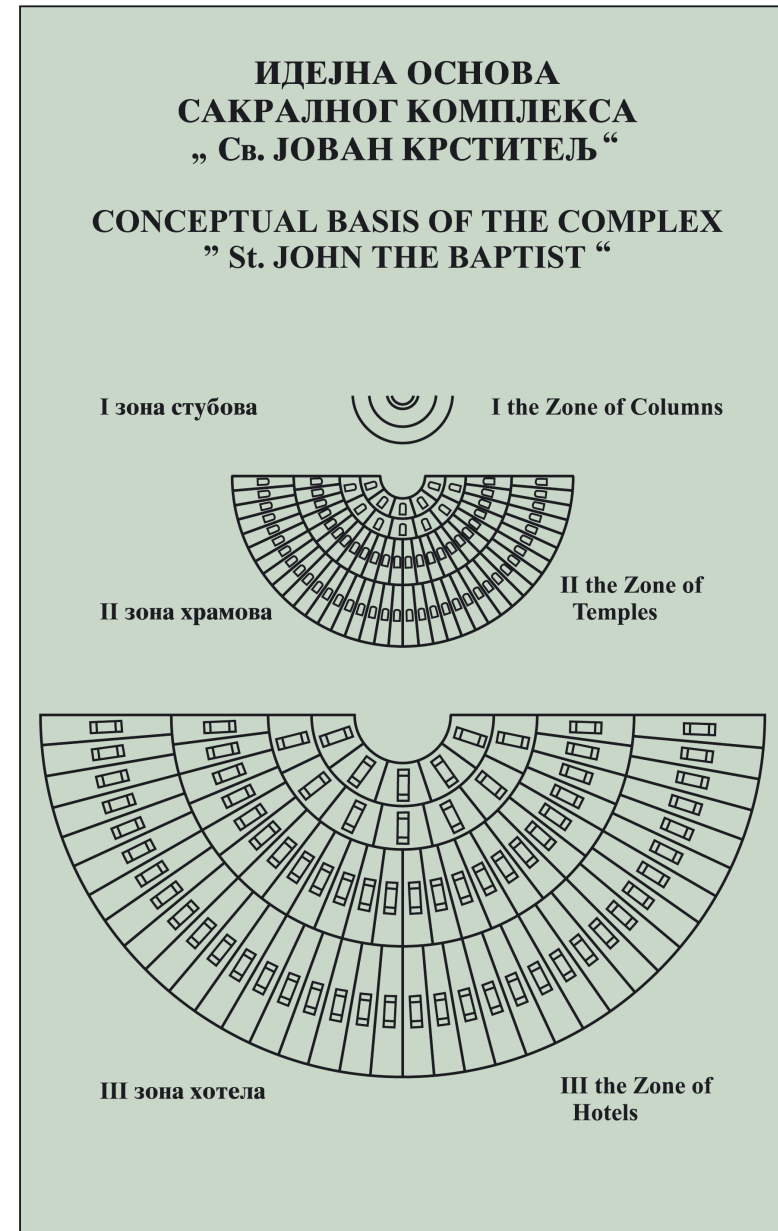 ИДЕЈНА ОСНОВА
САКРАЛНОГ КОМПЛЕКСА
„ Св. ЈОВАН КРСТИТЕЉ “
CONCEPTUAL BASIS OF THE COMPLEX
” St. JOHN THE BAPTIST “
I зона стубова
I the Zone of Columns
II зона храмова
II the Zone of
Temples
III зона хотела
III the Zone of
Hotels